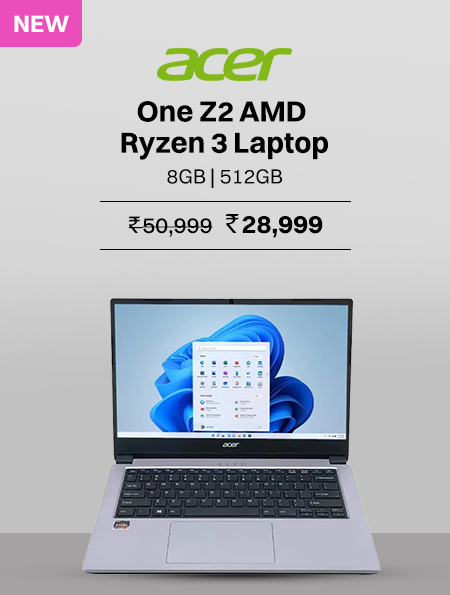 NEW
acer
One Z2 AMD
Ryzen 3 Laptop
8GB | 512GB
₹50,999 ₹28,999
acer